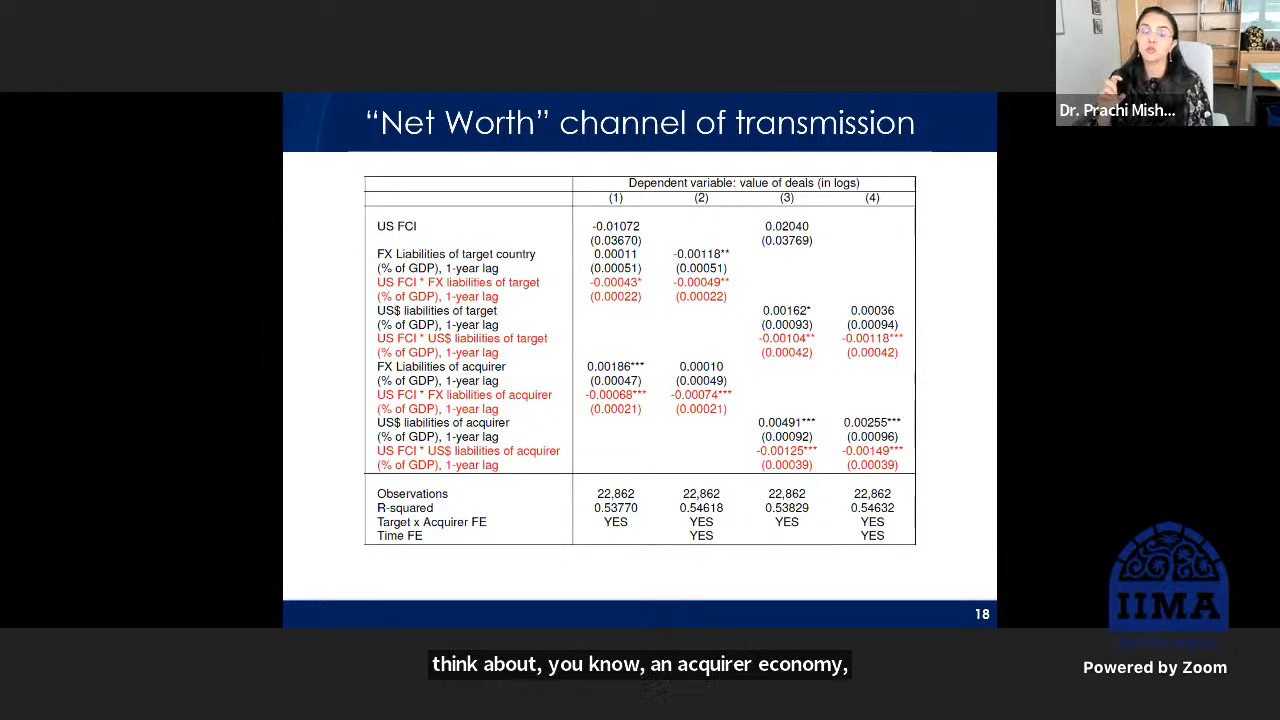 Dr. Prachi Mish...
“Net Worth” channel of transmission
Dependent variable: value of deals (in logs)
(1) (2) (3) (4)
US FCI -0.01072 0.02040
(0.03670) (0.03769)
FX Liabilities of target country 0.00011 -0.00118**
(% of GDP), 1-year lag (0.00051) (0.00051)
US FCI * FX liabilities of target -0.00043* -0.00049**
(% of GDP), 1-year lag (0.00022) (0.00022)
US$ liabilities of target 0.00162* 0.00036
(% of GDP), 1-year lag (0.00093) (0.00094)
US FCI * US$ liabilities of target -0.00104** -0.00118***
(% of GDP), 1-year lag (0.00042) (0.00042)
FX Liabilities of acquirer 0.00186*** 0.00010
(% of GDP), 1-year lag (0.00047) (0.00049)
US FCI * FX liabilities of acquirer -0.00068*** -0.00074***
(% of GDP), 1-year lag (0.00021) (0.00021)
US$ liabilities of acquirer 0.00491*** 0.00255***
(% of GDP), 1-year lag (0.00092) (0.00096)
US FCI * US$ liabilities of acquirer -0.00125*** -0.00149***
(% of GDP), 1-year lag (0.00039) (0.00039)
Observations 22,862 22,862 22,862 22,862
R-squared 0.53770 0.54618 0.53829 0.54632
Target x Acquirer FE YES YES YES YES
Time FE YES YES
18
IIMA
Powered by Zoom
think about, you know, an acquirer economy,